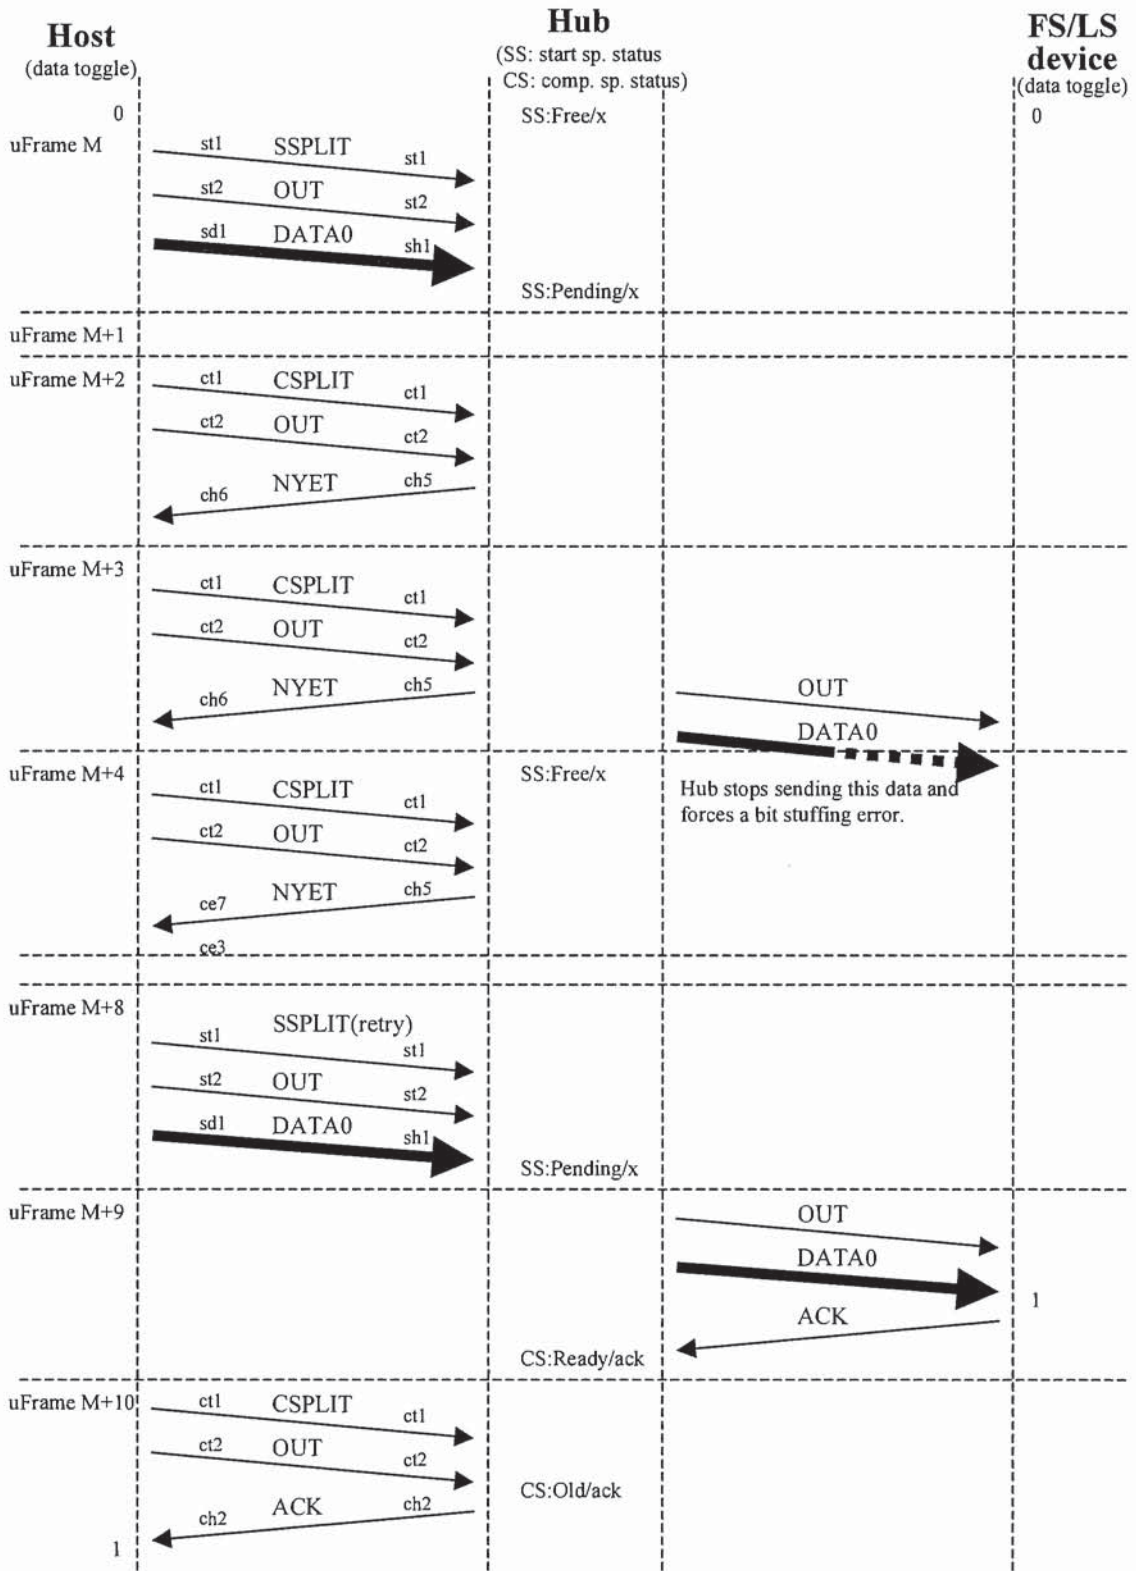 Host
(data toggle)
Hub
(SS: start sp. status
CS: comp. sp. status)
FS/LS
device
(data toggle)
0
SS:Free/x
0
uFrame M
st1 SSPLIT st1
st2 OUT st2
sd1 DATA0 sh1
SS:Pending/x
uFrame M+1
uFrame M+2
ct1 CSPLIT ct1
ct2 OUT ct2
ch6 NYET ch5
uFrame M+3
ct1 CSPLIT ct1
ct2 OUT ct2
ch6 NYET ch5
OUT
DATA0
uFrame M+4
SS:Free/x
Hub stops sending this data and
forces a bit stuffing error.
ct1 CSPLIT ct1
ct2 OUT ct2
ce7 NYET ch5
ce3
uFrame M+8
st1 SSPLIT(retry) st1
st2 OUT st2
sd1 DATA0 sh1
SS:Pending/x
uFrame M+9
OUT
DATA0
1
ACK
CS:Ready/ack
uFrame M+10
ct1 CSPLIT ct1
ct2 OUT ct2
CS:Old/ack
ch2 ACK ch2
1